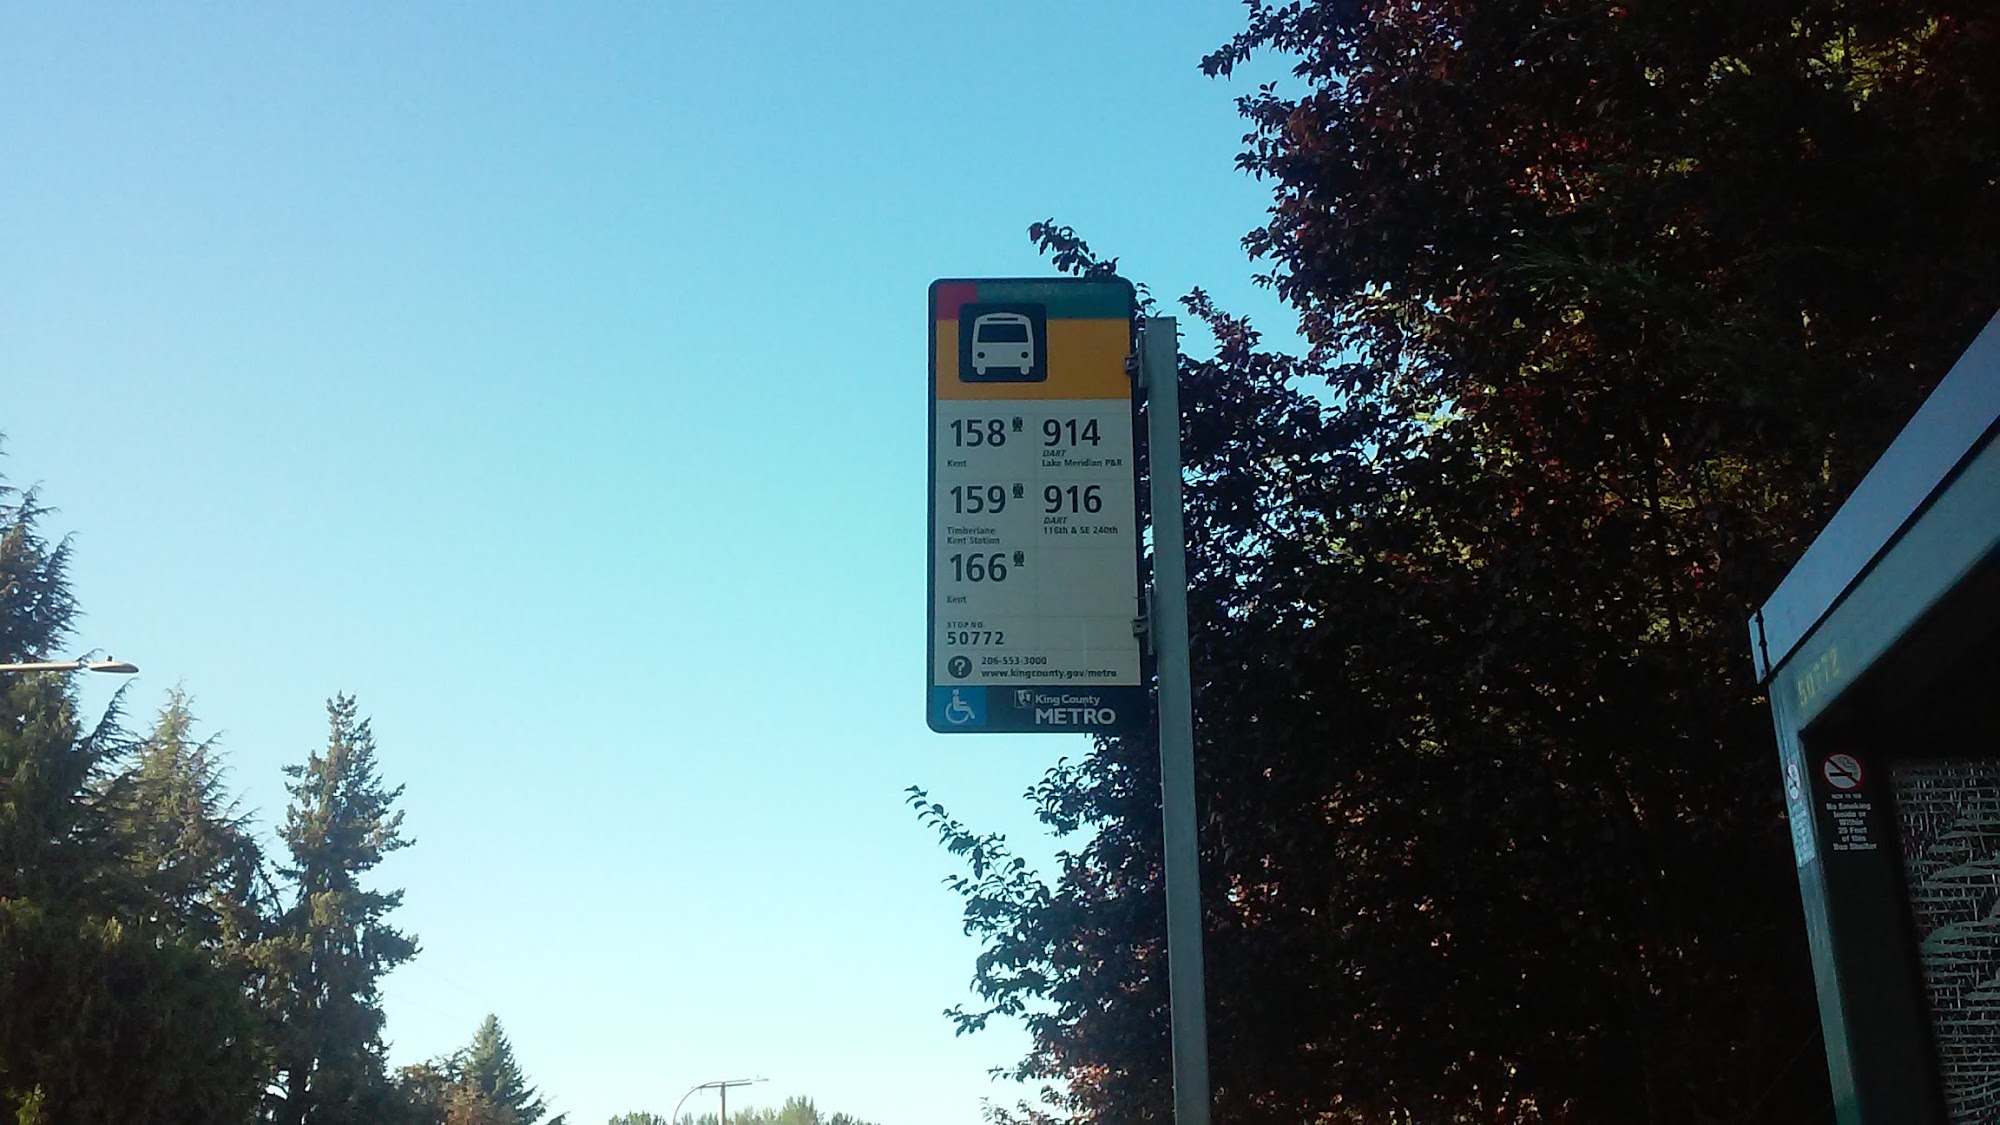 158
Kent
159
Timberlane
Kent Station
166
Kent
914
DART
Lake Meridian P&R
916
DART
116th & SE 240th
STOP NO.
50772
206-553-3000
www.kingcounty.gov/metro
King County
METRO
50772
No Smoking
Inside or
Within
25 Feet
of this
Bus Shelter